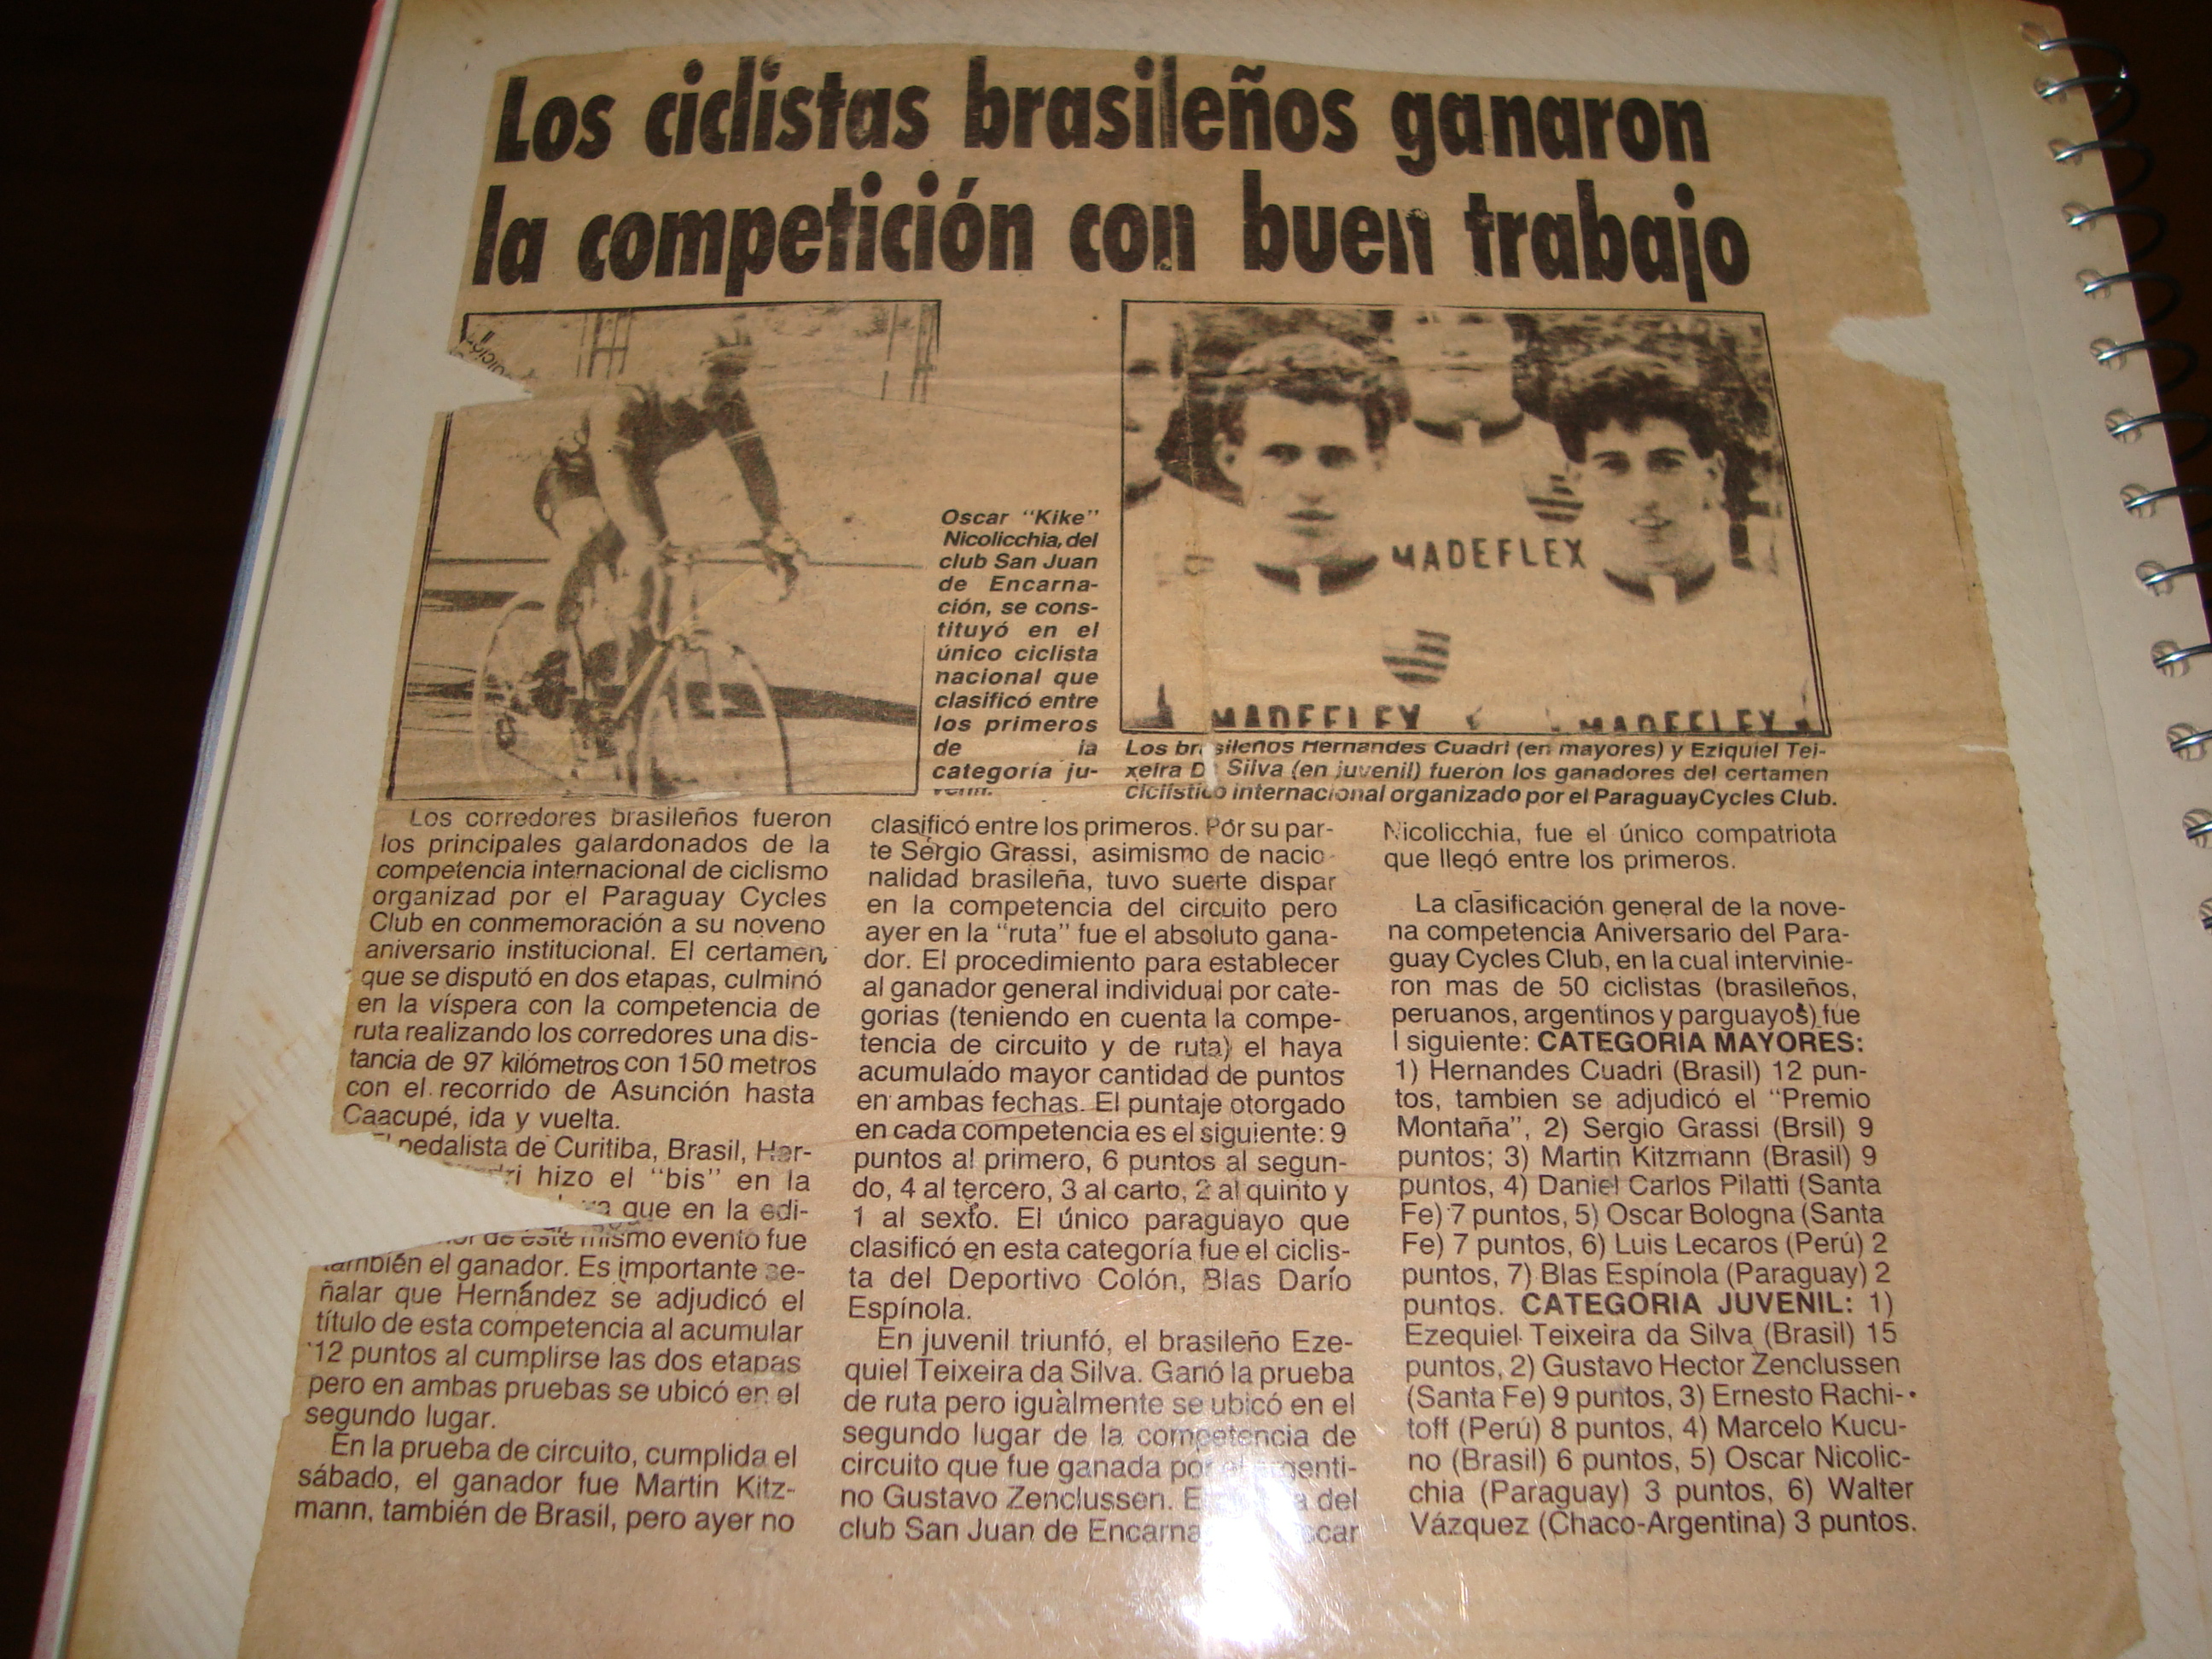 Los ciclistas brasileños ganaron
la competición con buen trabajo
Oscar "Kike"
Nicolicchia, del
club San Juan
de Encarna-
ción, se cons-
tituyó en el
único ciclista
nacional que
clasificó entre
los primeros
de la
categoría ju-
venil.
MADEFLEX
MADEFLEX
MADEFLEX
Los brasileños Hernandes Cuadri (en mayores) y Eziquiel Tei-
xeira Da Silva (en juvenil) fueron los ganadores del certamen
ciclístico internacional organizado por el ParaguayCycles Club.
Los corredores brasileños fueron
los principales galardonados de la
competencia internacional de ciclismo
organizad por el Paraguay Cycles
Club en conmemoración a su noveno
aniversario institucional. El certamen,
que se disputó en dos etapas, culminó
en la víspera con la competencia de
ruta realizando los corredores una dis-
tancia de 97 kilómetros con 150 metros
con el recorrido de Asunción hasta
Caacupé, ida y vuelta.
El pedalista de Curitiba, Brasil, Her-
hizo el "bis" en la
ya que en la edi-
de este mismo evento fue
también el ganador. Es importante se-
ñalar que Hernández se adjudicó el
título de esta competencia al acumular
12 puntos al cumplirse las dos etapas
pero en ambas pruebas se ubicó en el
segundo lugar.
En la prueba de circuito, cumplida el
sábado, el ganador fue Martin Kitz-
mann, también de Brasil, pero ayer no
clasificó entre los primeros. Por su par-
te Sergio Grassi, asimismo de nacio-
nalidad brasileña, tuvo suerte dispar
en la competencia del circuito pero
ayer en la "ruta" fue el absoluto gana-
dor. El procedimiento para establecer
al ganador general individual por cate-
gorias (teniendo en cuenta la compe-
tencia de circuito y de ruta) el haya
acumulado mayor cantidad de puntos
en ambas fechas. El puntaje otorgado
en cada competencia es el siguiente: 9
puntos al primero, 6 puntos al segun-
do, 4 al tercero, 3 al carto, 2 al quinto y
1 al sexto. El único paraguayo que
clasificó en esta categoría fue el ciclis-
ta del Deportivo Colón, Blas Darío
Espínola.
En juvenil triunfó, el brasileño Eze-
quiel Teixeira da Silva. Ganó la prueba
de ruta pero igualmente se ubicó en el
segundo lugar de la competencia de
circuito que fue ganada por el argenti-
no Gustavo Zenclussen. del
club San Juan de
Nicolicchia, fue el único compatriota
que llegó entre los primeros.
La clasificación general de la nove-
na competencia Aniversario del Para-
guay Cycles Club, en la cual intervinie-
ron mas de 50 ciclistas (brasileños,
peruanos, argentinos y parguayos) fue
l siguiente: CATEGORIA MAYORES:
1) Hernandes Cuadri (Brasil) 12 pun-
tos, tambien se adjudicó el "Premio
Montaña", 2) Sergio Grassi (Brsil) 9
puntos; 3) Martin Kitzmann (Brasil) 9
puntos, 4) Daniel Carlos Pilatti (Santa
Fe) 7 puntos, 5) Oscar Bologna (Santa
Fe) 7 puntos, 6) Luis Lecaros (Perú) 2
puntos, 7) Blas Espínola (Paraguay) 2
puntos. CATEGORIA JUVENIL: 1)
Ezequiel Teixeira da Silva (Brasil) 15
puntos, 2) Gustavo Hector Zenclussen
(Santa Fe) 9 puntos, 3) Ernesto Rachi-
toff (Perú) 8 puntos, 4) Marcelo Kucu-
no (Brasil) 6 puntos, 5) Oscar Nicolic-
chia (Paraguay) 3 puntos, 6) Walter
Vázquez (Chaco-Argentina) 3 puntos.